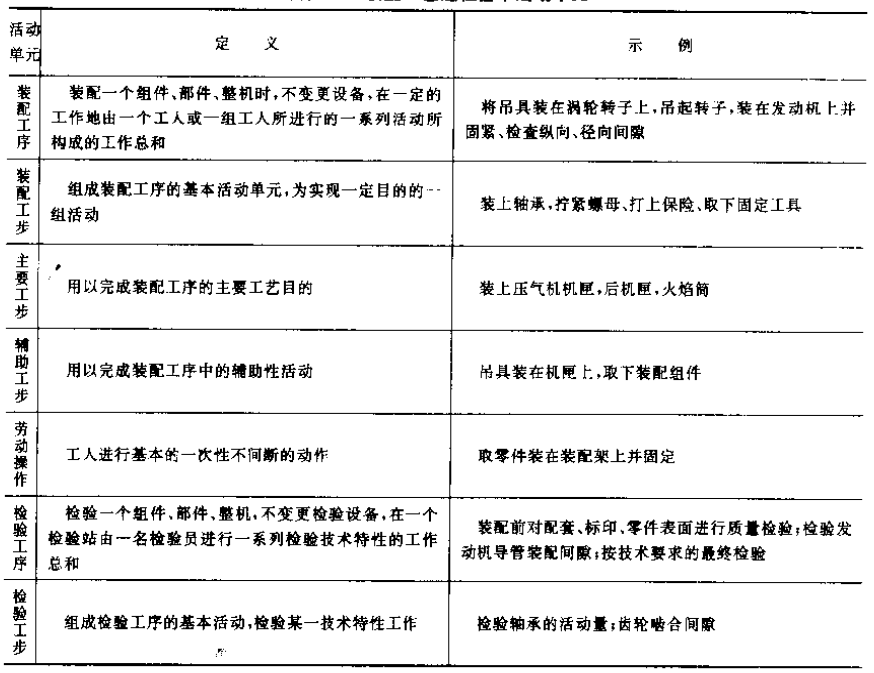 活动单元 定 义 示 例
装配工序
装配一个组件、部件、整机时,不变更设备,在一定的
工作地由一个工人或一组工人所进行的一系列活动所
构成的工作总和
将吊具装在涡轮转子上,吊起转子,装在发动机上并
固紧、检查纵向、径向间隙
装配工步
组成装配工序的基本活动单元,为实现一定目的的一
组活动
装上轴承,拧紧螺母、打上保险、取下固定工具
主要工步
用以完成装配工序的主要工艺目的
装上压气机机匣,后机匣,火焰筒
辅助工步
用以完成装配工序中的辅助性活动
吊具装在机匣上,取下装配组件
劳动操作
工人进行基本的一次性不间断的动作
取零件装在装配架上并固定
检验工序
检验一个组件、部件、整机,不变更检验设备,在一个
检验站由一名检验员进行一系列检验技术特性的工作
总和
装配前对配套、标印、零件表面进行质量检验;检验发
动机导管装配间隙;按技术要求的最终检验
检验工步
组成检验工序的基本活动,检验某一技术特性工作
检验轴承的活动量;齿轮啮合间隙